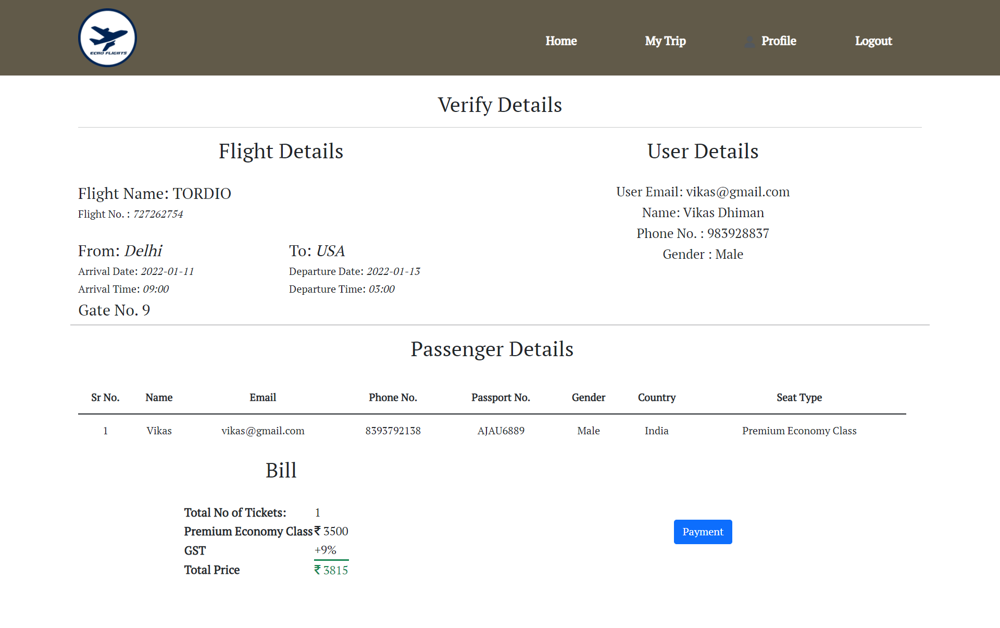 ECHO FLIGHTS
Home My Trip Profile Logout
Verify Details
Flight Details
Flight Name: TORDIO
Flight No. : 727262754
From: Delhi To: USA
Arrival Date: 2022-01-11 Departure Date: 2022-01-13
Arrival Time: 09:00 Departure Time: 03:00
Gate No. 9
User Details
User Email: vikas@gmail.com
Name: Vikas Dhiman
Phone No. : 983928837
Gender : Male
Passenger Details
Sr No. Name Email Phone No. Passport No. Gender Country Seat Type
1 Vikas vikas@gmail.com 8393792138 AJAU6889 Male India Premium Economy Class
Bill
Total No of Tickets: 1
Premium Economy Class ₹ 3500
GST +9%
Total Price ₹ 3815
Payment